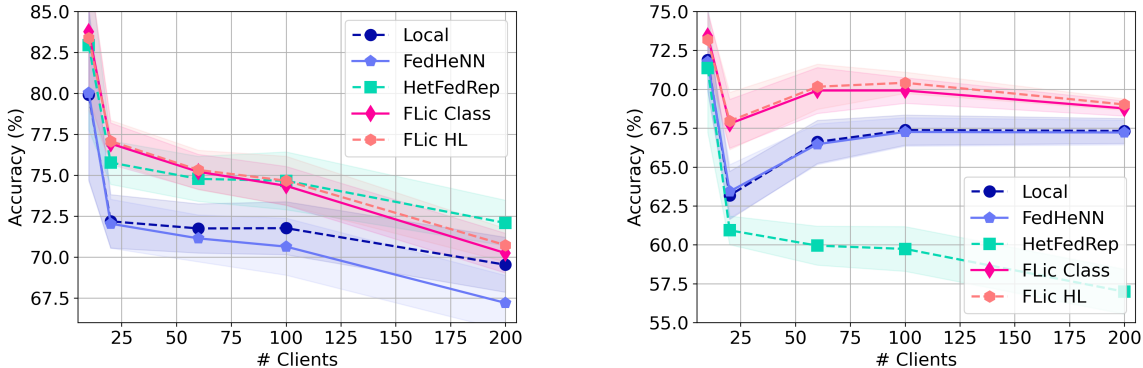 85.0
82.5
80.0
77.5
75.0
72.5
70.0
67.5
Accuracy (%)
25 50 75 100 125 150 175 200
# Clients
Local
FedHeNN
HetFedRep
FLic Class
FLic HL
75.0
72.5
70.0
67.5
65.0
62.5
60.0
57.5
55.0
Accuracy (%)
25 50 75 100 125 150 175 200
# Clients
Local
FedHeNN
HetFedRep
FLic Class
FLic HL